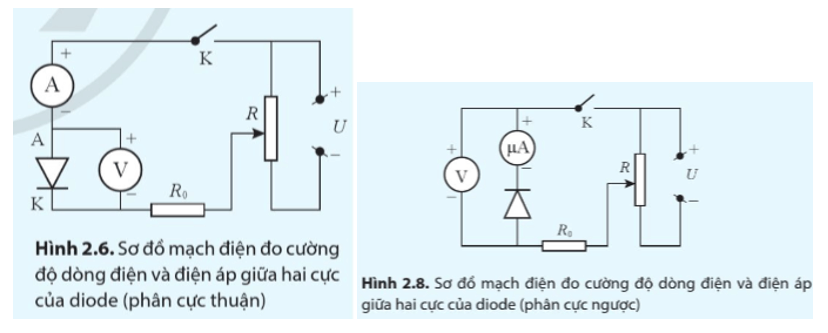 K
+
A
−
R
+
U
−
A
+
V
−
K
R₀
Hình 2.6. Sơ đồ mạch điện đo cường
độ dòng điện và điện áp giữa hai cực
của diode (phân cực thuận)
K
+
V
−
+
μA
−
R
+
U
−
R₀
Hình 2.8. Sơ đồ mạch điện đo cường độ dòng điện và điện áp
giữa hai cực của diode (phân cực ngược)